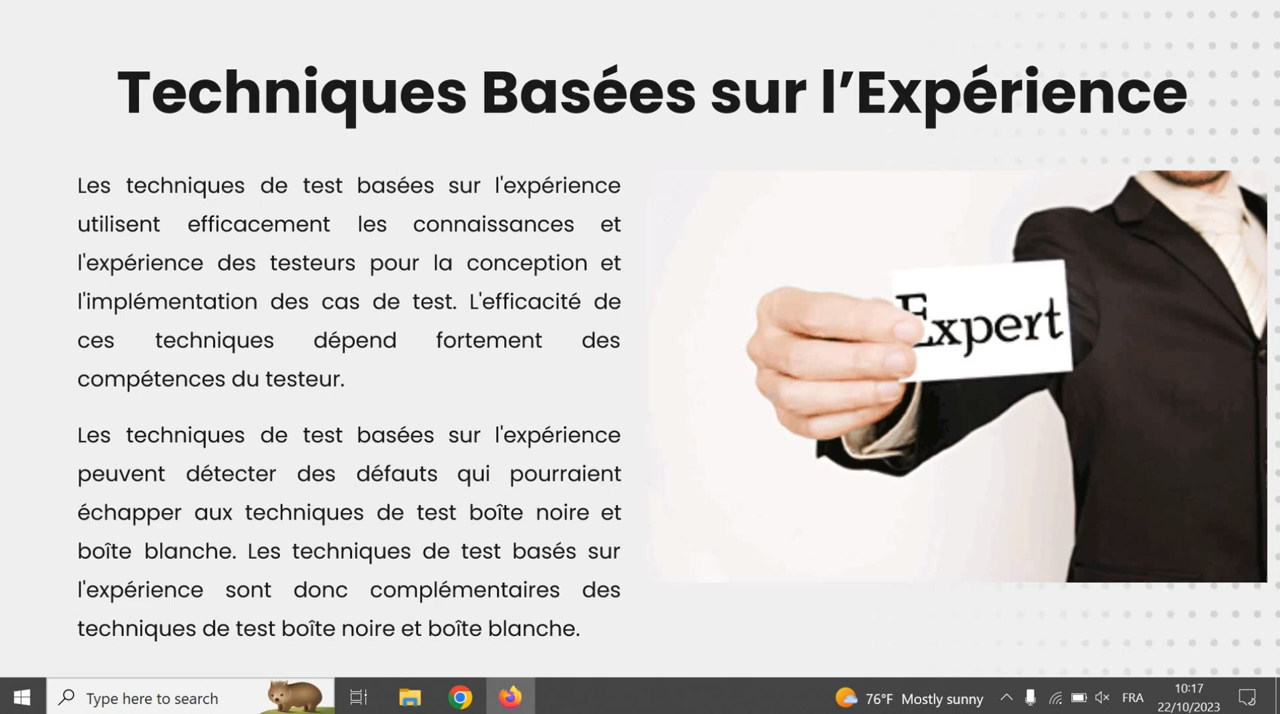 Techniques Basées sur l’Expérience
Les techniques de test basées sur l'expérience
utilisent efficacement les connaissances et
l'expérience des testeurs pour la conception et
l'implémentation des cas de test. L'efficacité de
ces techniques dépend fortement des
compétences du testeur.
Les techniques de test basées sur l'expérience
peuvent détecter des défauts qui pourraient
échapper aux techniques de test boîte noire et
boîte blanche. Les techniques de test basés sur
l'expérience sont donc complémentaires des
techniques de test boîte noire et boîte blanche.
Expert
Type here to search
76°F Mostly sunny
FRA
10:17
22/10/2023